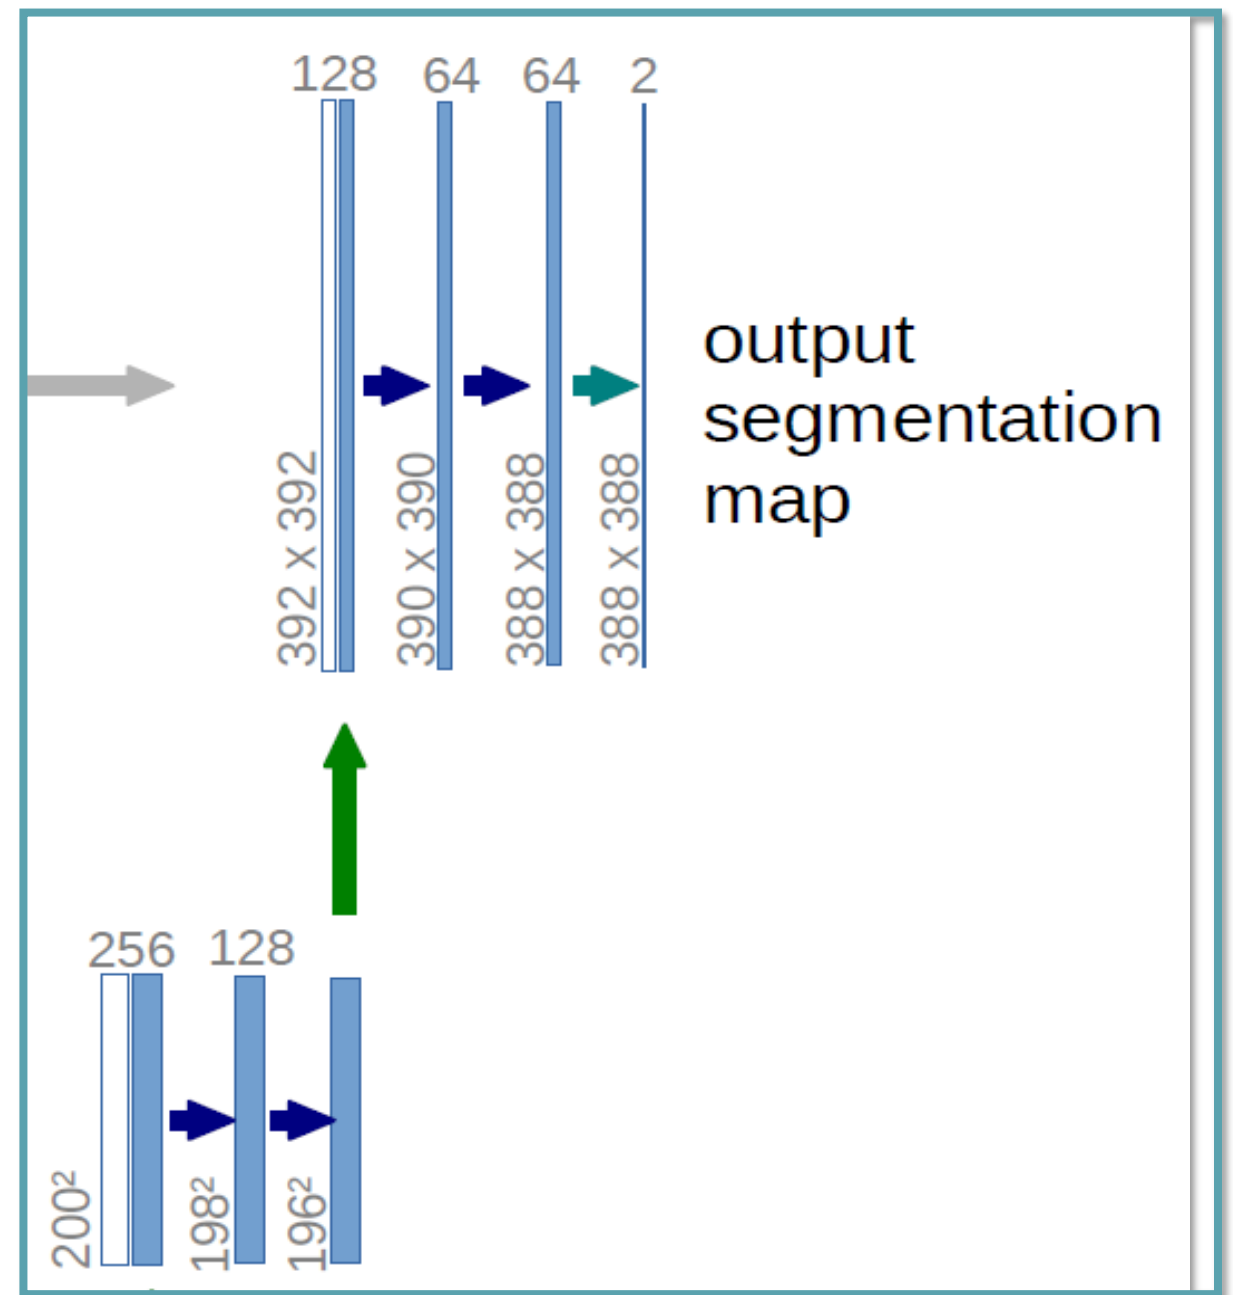 128 64 64 2
392 x 392
390 x 390
388 x 388
388 x 388
output
segmentation
map
256 128
200²
198²
196²